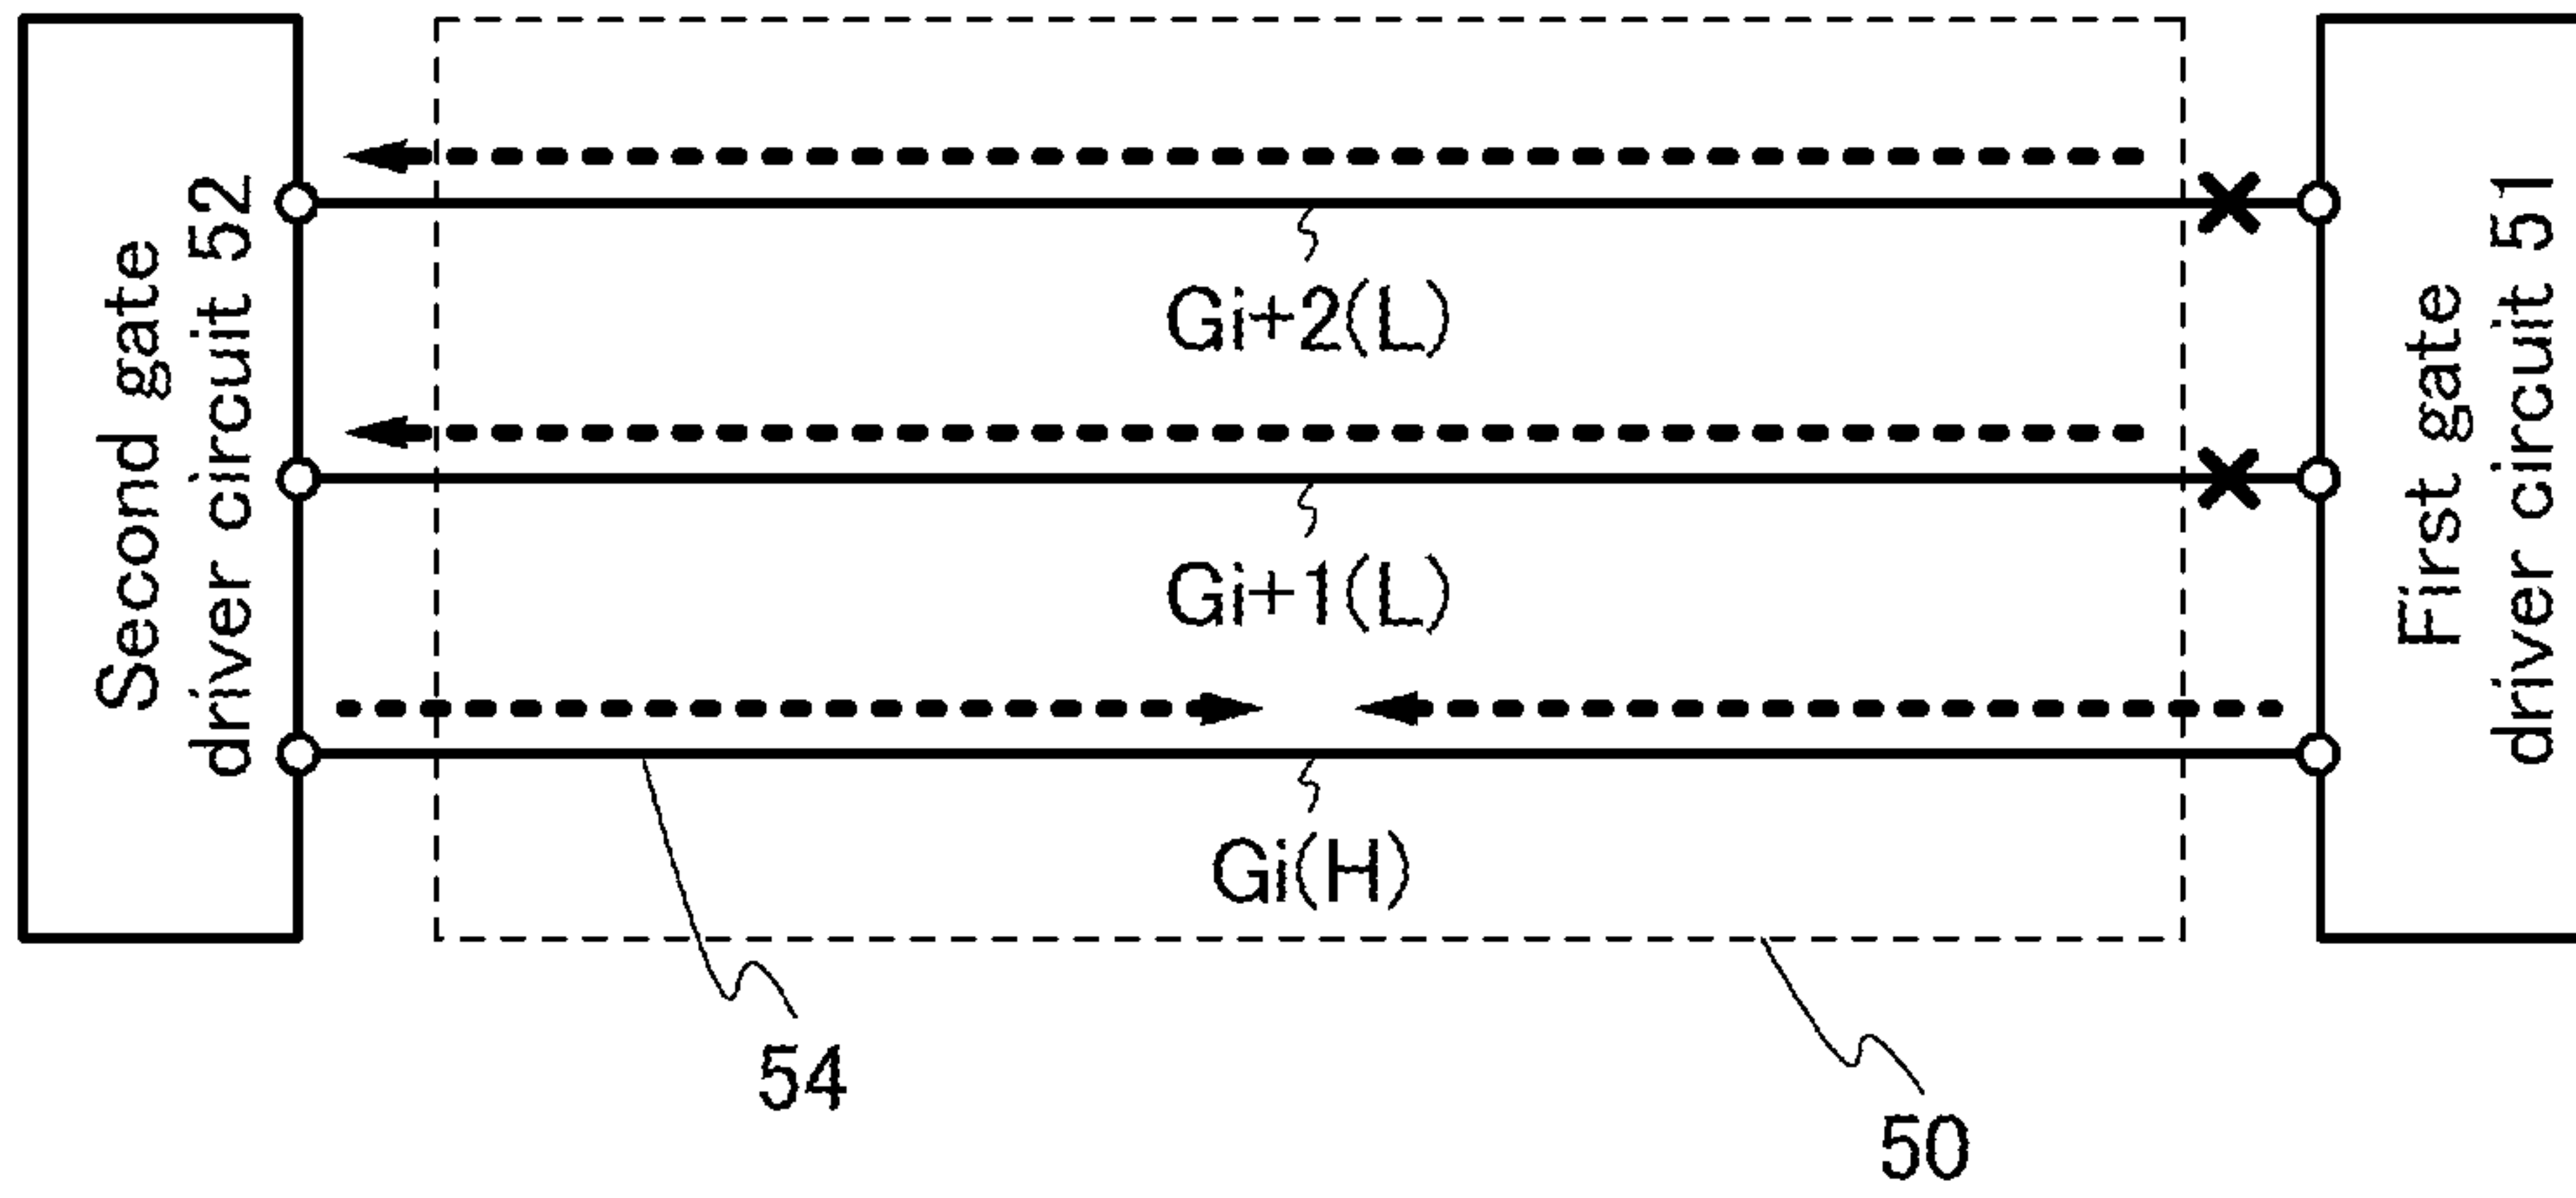 Second gate
driver circuit 52
Gi+2(L)
Gi+1(L)
Gi(H)
First gate
driver circuit 51
54
50